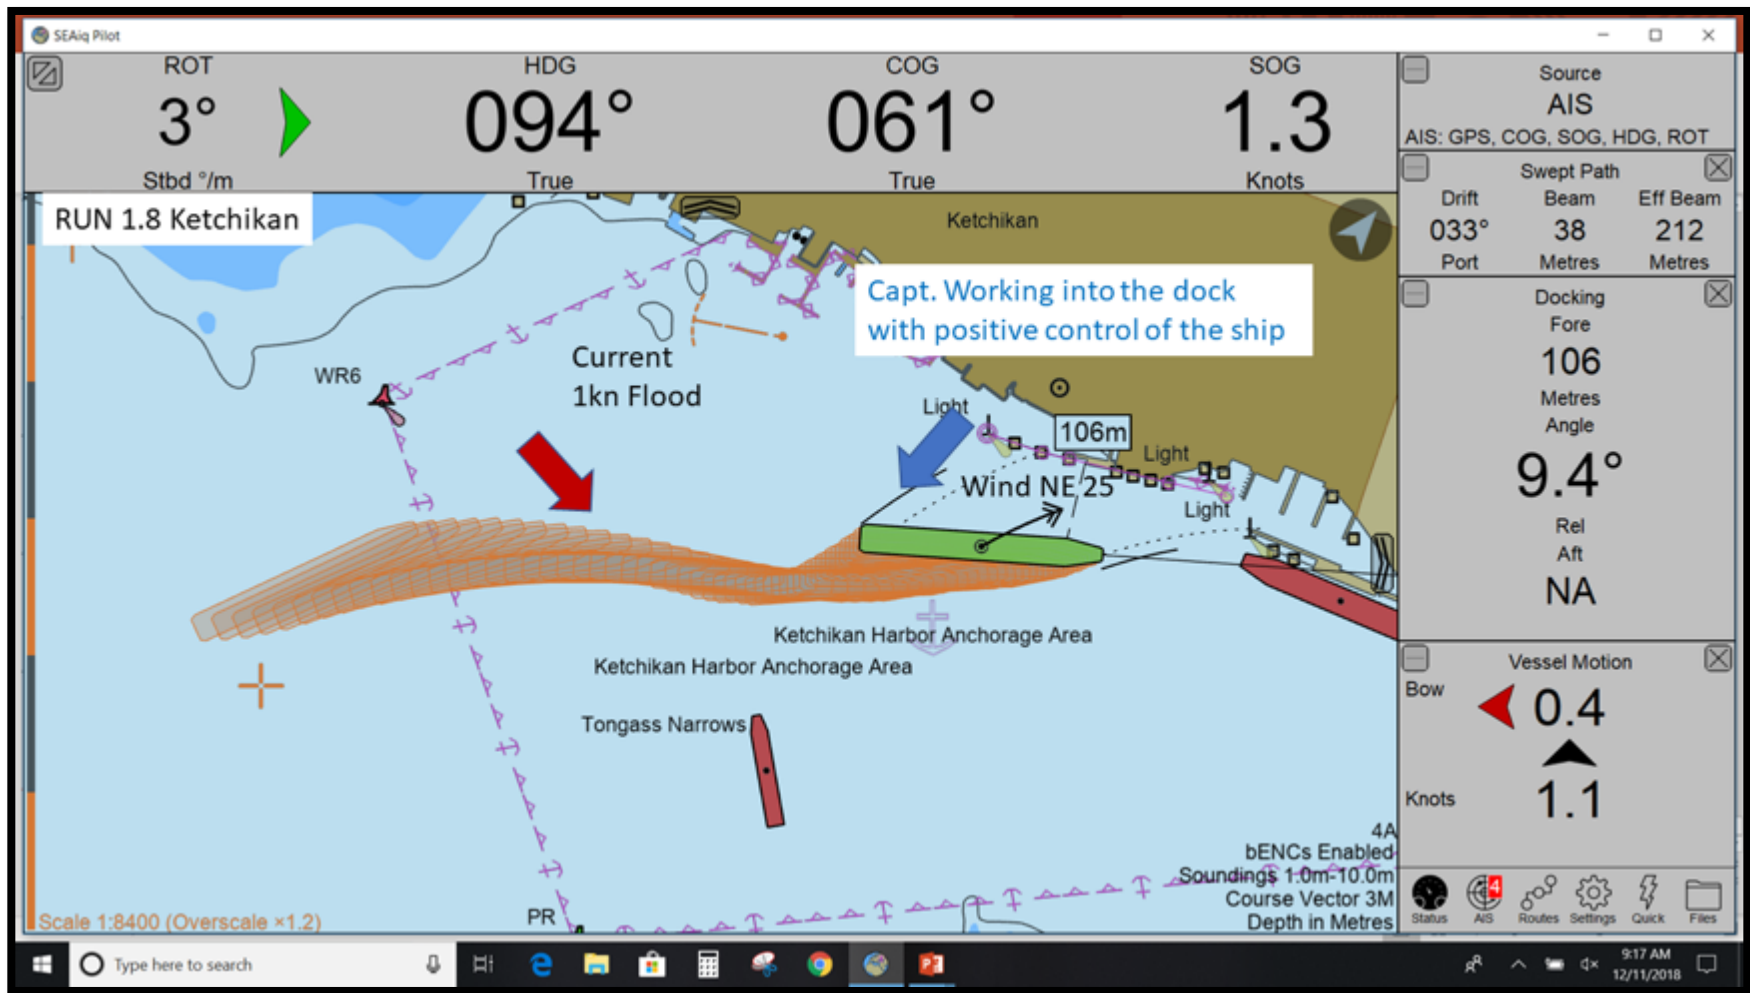 SEAiq Pilot
ROT
3°
Stbd °/m
HDG
094°
True
COG
061°
True
SOG
1.3
Knots
Source
AIS
AIS: GPS, COG, SOG, HDG, ROT
Swept Path
Drift Beam Eff Beam
033° 38 212
Port Metres Metres
Docking
Fore
106
Metres
Angle
9.4°
Rel
Aft
NA
Vessel Motion
Bow
0.4
Knots
1.1
RUN 1.8 Ketchikan
Ketchikan
Capt. Working into the dock
with positive control of the ship
Current
1kn Flood
WR6
Light
106m
Light
Wind NE 25
Light
Ketchikan Harbor Anchorage Area
Ketchikan Harbor Anchorage Area
Tongass Narrows
PR
4A
bENCs Enabled
Soundings 1.0m-10.0m
Course Vector 3M
Depth in Metres
Scale 1:8400 (Overscale ×1.2)
4
Status AIS Routes Settings Quick Files
Type here to search
9:17 AM
12/11/2018